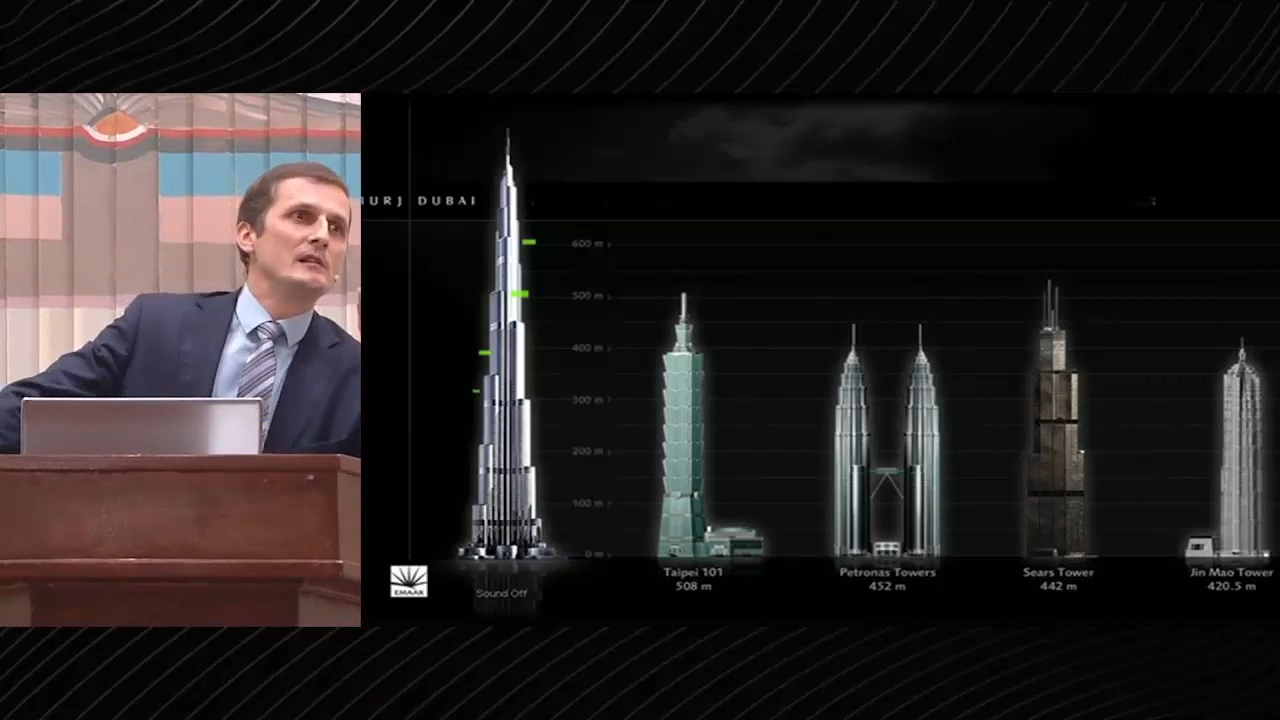 BURJ DUBAI
600 m
500 m
400 m
300 m
200 m
100 m
0 m
Taipei 101
508 m
Petronas Towers
452 m
Sears Tower
442 m
Jin Mao Tower
420.5 m
EMAAR
Sound Off